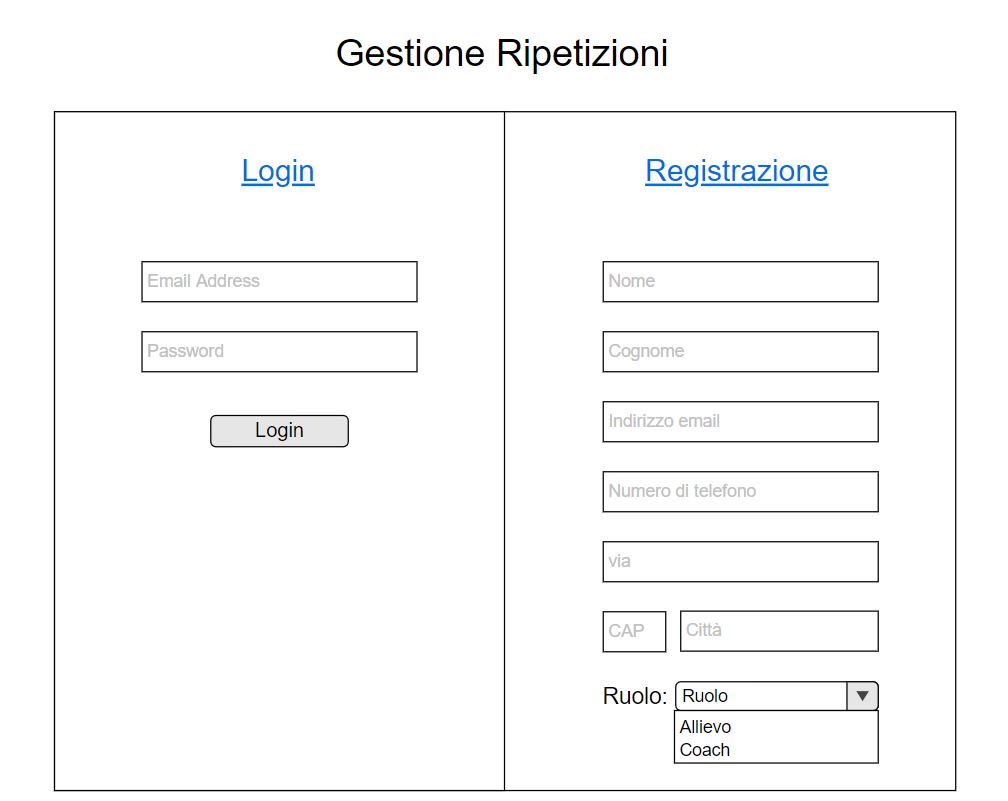 Gestione Ripetizioni
Login
Email Address
Password
Login
Registrazione
Nome
Cognome
Indirizzo email
Numero di telefono
via
CAP Città
Ruolo: Ruolo
Allievo
Coach